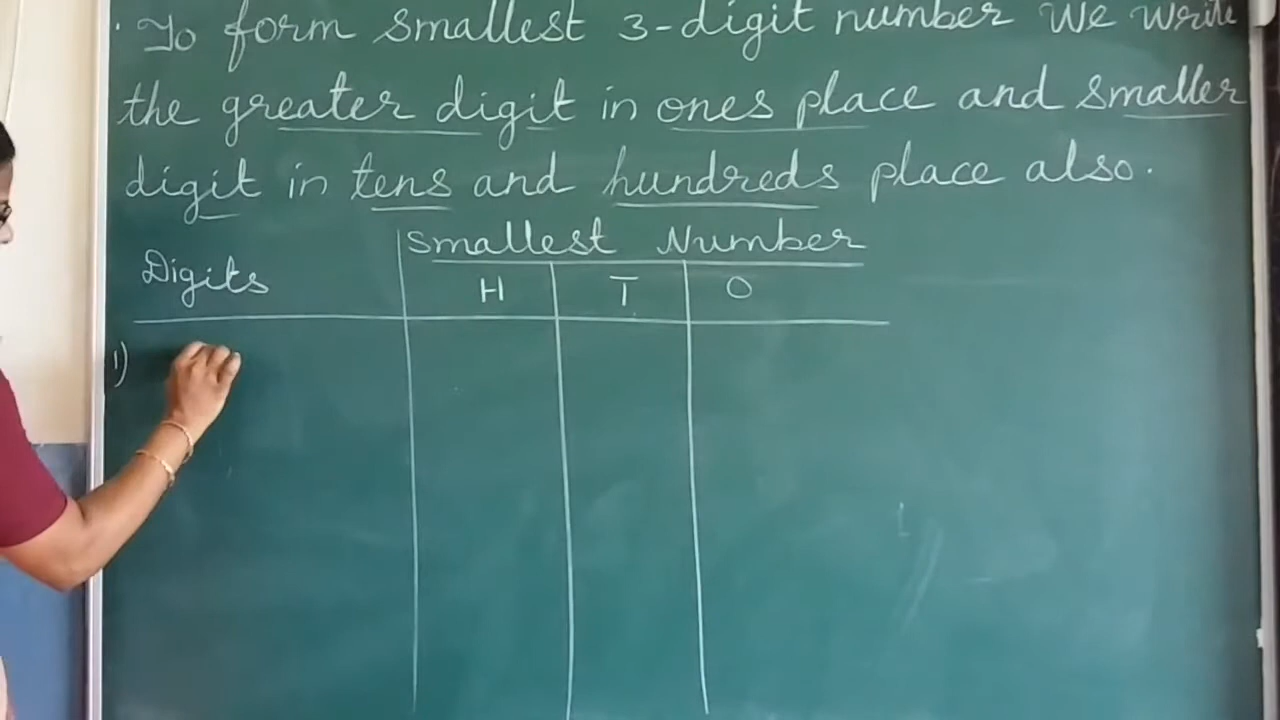 To form smallest 3-digit number We write
the greater digit in ones place and smaller
digit in tens and hundreds place also.
Digits
Smallest Number
H T O
1)